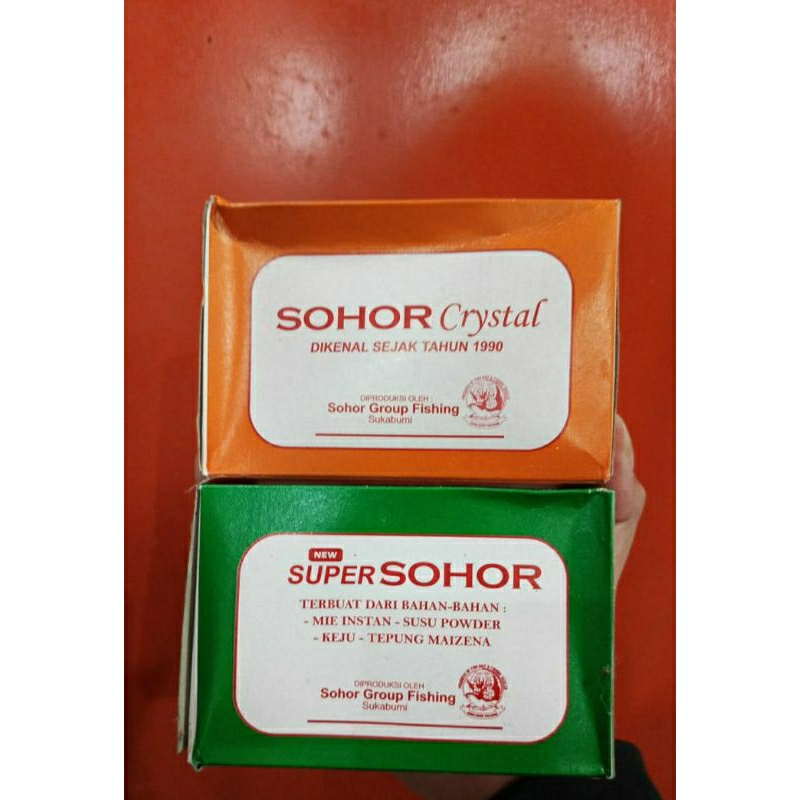 SOHOR Crystal
DIKENAL SEJAK TAHUN 1990
DIPRODUKSI OLEH :
Sohor Group Fishing
Sukabumi
NEW
SUPER SOHOR
TERBUAT DARI BAHAN-BAHAN :
- MIE INSTAN - SUSU POWDER
- KEJU - TEPUNG MAIZENA
DIPRODUKSI OLEH
Sohor Group Fishing
Sukabumi